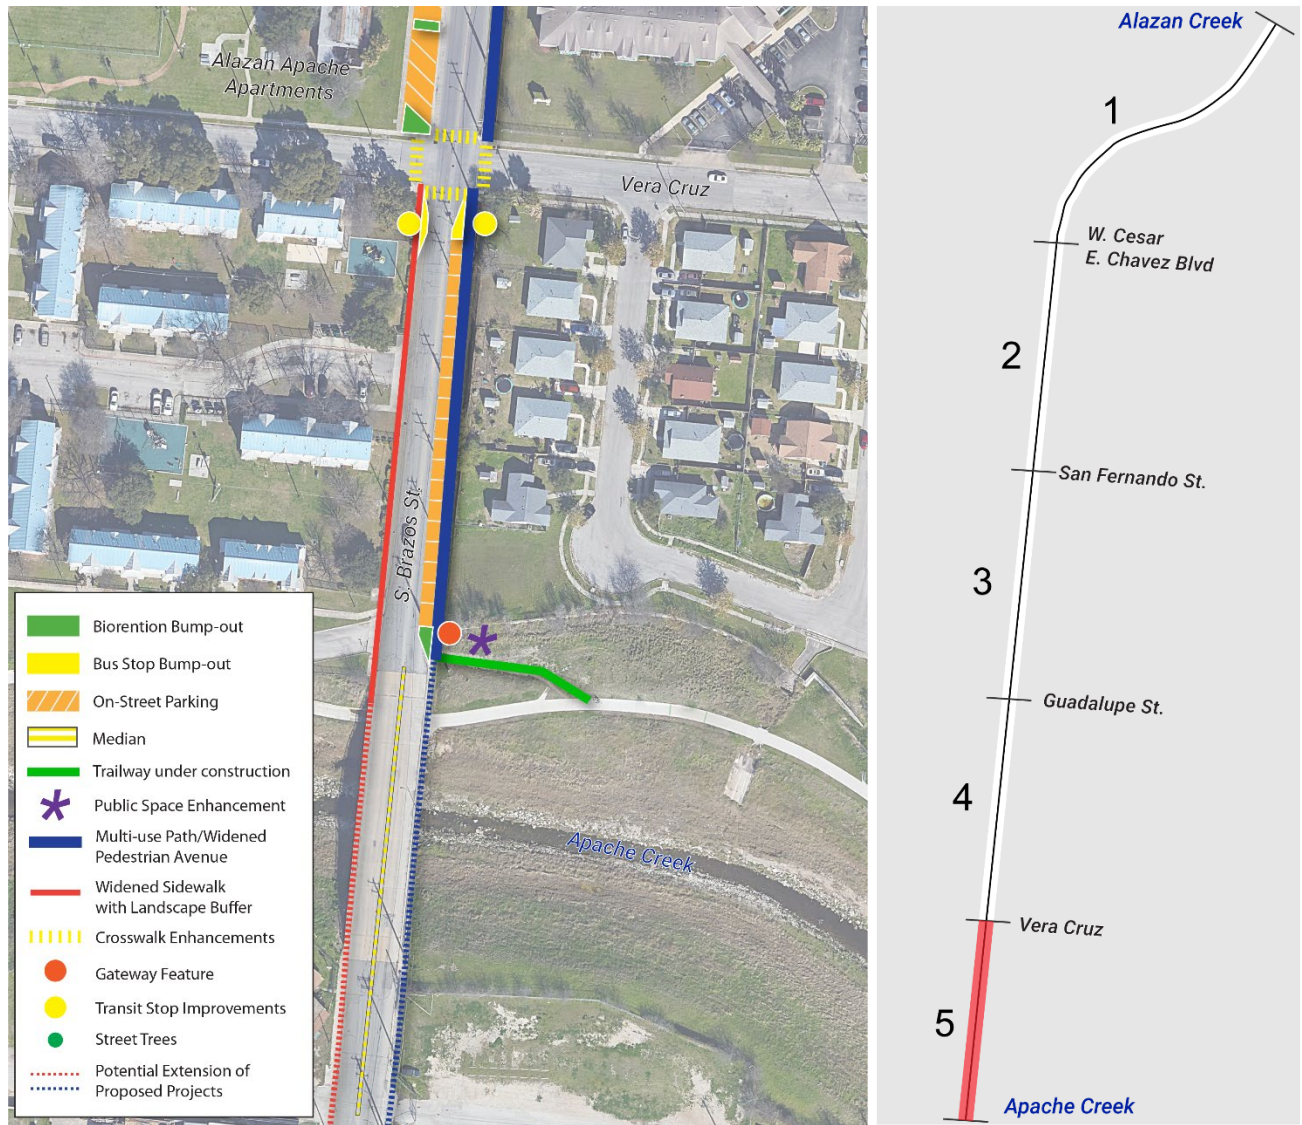 Alazan Apache
Apartments
Vera Cruz
S. Brazos St.
Apache Creek
Biorention Bump-out
Bus Stop Bump-out
On-Street Parking
Median
Trailway under construction
Public Space Enhancement
Multi-use Path/Widened
Pedestrian Avenue
Widened Sidewalk
with Landscape Buffer
Crosswalk Enhancements
Gateway Feature
Transit Stop Improvements
Street Trees
Potential Extension of
Proposed Projects
Alazan Creek
1
W. Cesar
E. Chavez Blvd
2
San Fernando St.
3
Guadalupe St.
4
Vera Cruz
5
Apache Creek